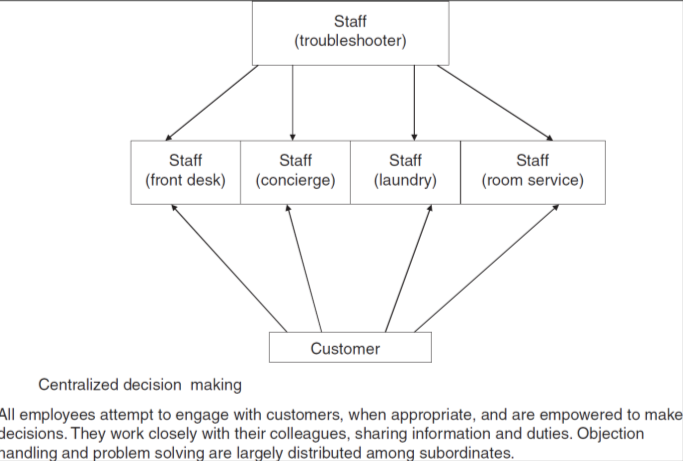 Staff
(troubleshooter)
Staff
(front desk)
Staff
(concierge)
Staff
(laundry)
Staff
(room service)
Customer
Centralized decision making
All employees attempt to engage with customers, when appropriate, and are empowered to make
decisions. They work closely with their colleagues, sharing information and duties. Objection
handling and problem solving are largely distributed among subordinates.